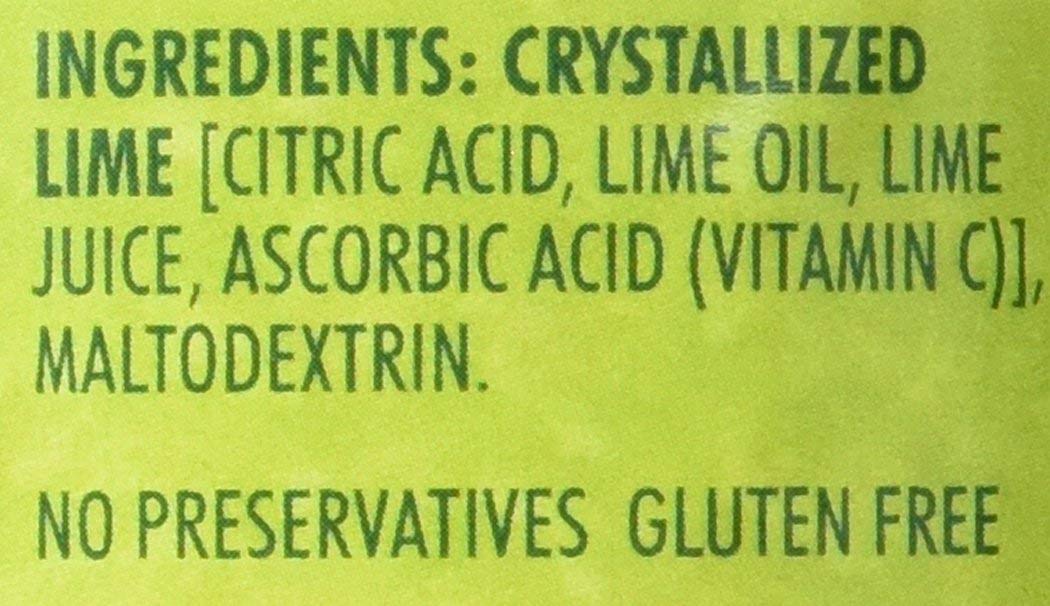 INGREDIENTS: CRYSTALLIZED
LIME [CITRIC ACID, LIME OIL, LIME
JUICE, ASCORBIC ACID (VITAMIN C)],
MALTODEXTRIN.
NO PRESERVATIVES GLUTEN FREE